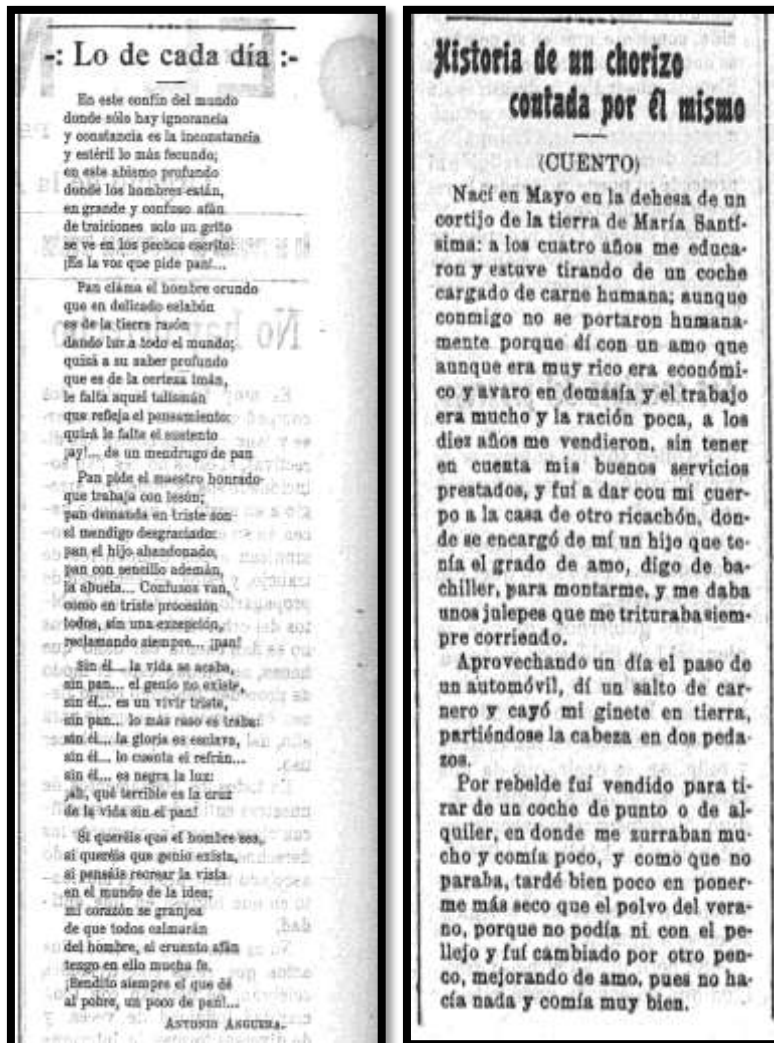 -: Lo de cada día :-
En este confín del mundo
donde sólo hay ignorancia
y constancia es la inconstancia
y estéril lo más fecundo;
en este abismo profundo
donde los hombres están,
en grande y confuso afán
de traiciones solo un grito
se ve en los pechos escrito:
¡Es la voz que pide pan!...
Pan cláma el hombre orundo
que en delicado eslabón
es de la tierra razón
dando luz a todo el mundo;
quizá a su saber profundo
que es de la certeza imán,
le falta aquel talismán
que refleja el pensamiento;
quizá le falta el sustento
¡ay!... de un mendrugo de pan
Pan pide el maestro honrado
que trabaja con tesón;
pan demanda en triste son
el mendigo desgraciado:
pan el hijo abandonado,
pan con sencillo ademán,
la abuela... Confusos van,
como en triste procesión
todos, sin una excepción,
reclamando siempre... ¡pan!
Sin él... la vida se acaba,
sin pan... el genio no existe,
sin él... es un vivir triste,
sin pan... lo más raso es traba:
sin él... la gloria es esclava,
sin él... lo cuenta el refrán...
sin él... es negra la luz:
¡ah, qué terrible es la cruz
de la vida sin el pan!
Si queréis que el hombre sea,
si queréis que genio exista,
si penséis recrear la vista
en el mundo de la idea;
mi corazón se granjea
de que todos calmarán
del hombre, el cruento afán
tengo en ello mucha fe.
¡Bendito siempre el que dé
al pobre, un poco de pan!...
ANTONIO ANGUERA.
Historia de un chorizo
contada por él mismo
(CUENTO)
Nací en Mayo en la dehesa de un
cortijo de la tierra de María Santí-
sima: a los cuatro años me educa-
ron y estuve tirando de un coche
cargado de carne humana; aunque
conmigo no se portaron humana-
mente porque dí con un amo que
aunque era muy rico era económi-
co y avaro en demasía y el trabajo
era mucho y la ración poca, a los
diez años me vendieron, sin tener
en cuenta mis buenos servicios
prestados, y fuí a dar con mi cuer-
po a la casa de otro ricachón, don-
de se encargó de mí un hijo que te-
nía el grado de amo, digo de ba-
chiller, para montarme, y me daba
unos julepes que me trituraba siem-
pre corriendo.
Aprovechando un día el paso de
un automóvil, dí un salto de car-
nero y cayó mi ginete en tierra,
partiéndose la cabeza en dos peda-
zos.
Por rebelde fuí vendido para ti-
rar de un coche de punto o de al-
quiler, en donde me zurraban mu-
cho y comía poco, y como que no
paraba, tardé bien poco en poner-
me más seco que el polvo del vera-
no, porque no podía ni con el pe-
llejo y fuí cambiado por otro pen-
co, mejorando de amo, pues no ha-
cía nada y comía muy bien.